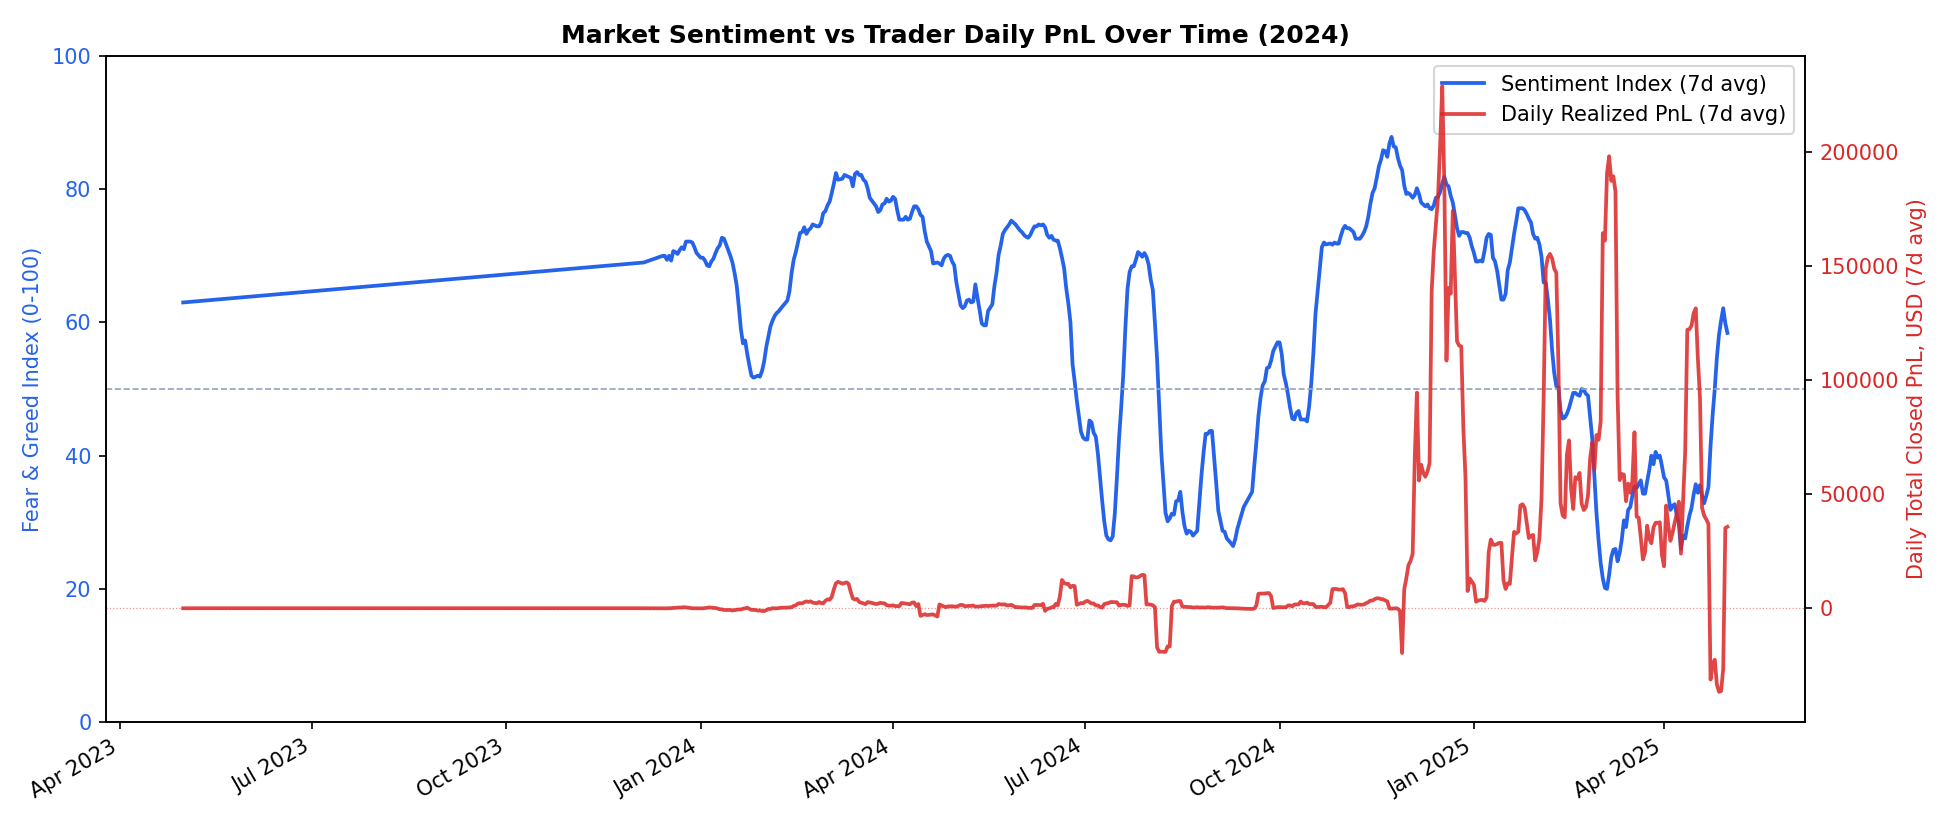 Market Sentiment vs Trader Daily PnL Over Time (2024)
Sentiment Index (7d avg)
Daily Realized PnL (7d avg)
Fear & Greed Index (0-100)
100
80
60
40
20
0
Daily Total Closed PnL, USD (7d avg)
200000
150000
100000
50000
0
Apr 2023
Jul 2023
Oct 2023
Jan 2024
Apr 2024
Jul 2024
Oct 2024
Jan 2025
Apr 2025